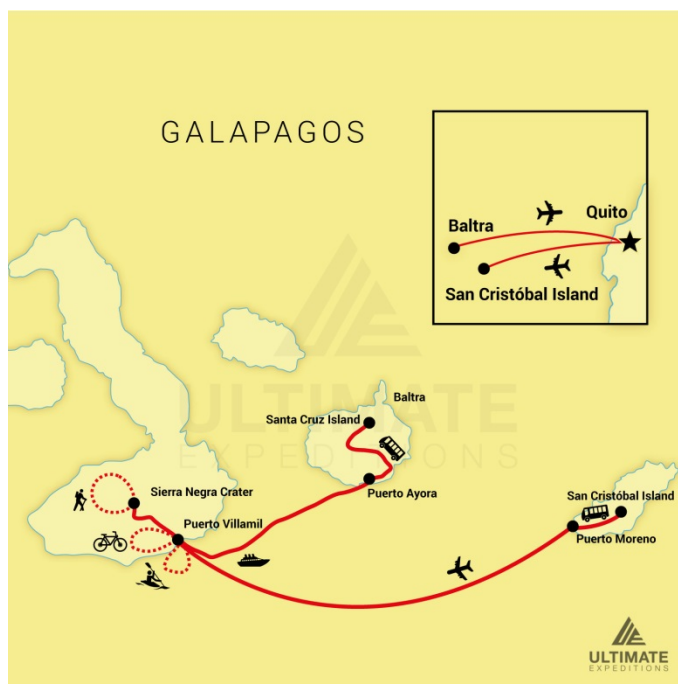 GALAPAGOS
Quito
Baltra
San Cristóbal Island
Baltra
Santa Cruz Island
ULTIMATE
EXPEDITIONS
Puerto Ayora
Sierra Negra Crater
San Cristóbal Island
Puerto Villamil
Puerto Moreno
ULTIMATE
EXPEDITIONS